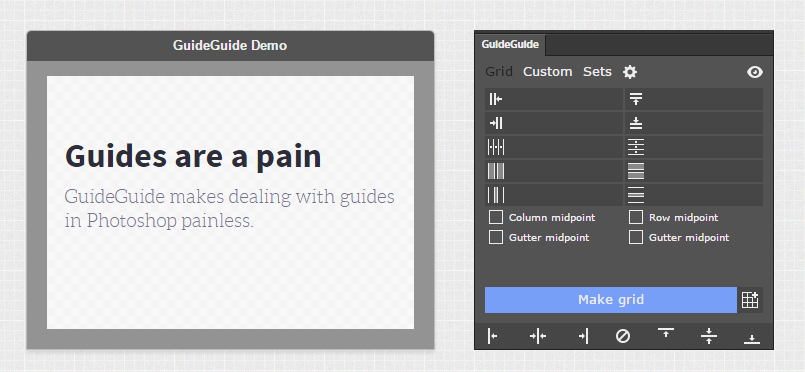 GuideGuide Demo
Guides are a pain
GuideGuide makes dealing with guides
in Photoshop painless.
GuideGuide
Grid Custom Sets
Column midpoint Row midpoint
Gutter midpoint Gutter midpoint
Make grid